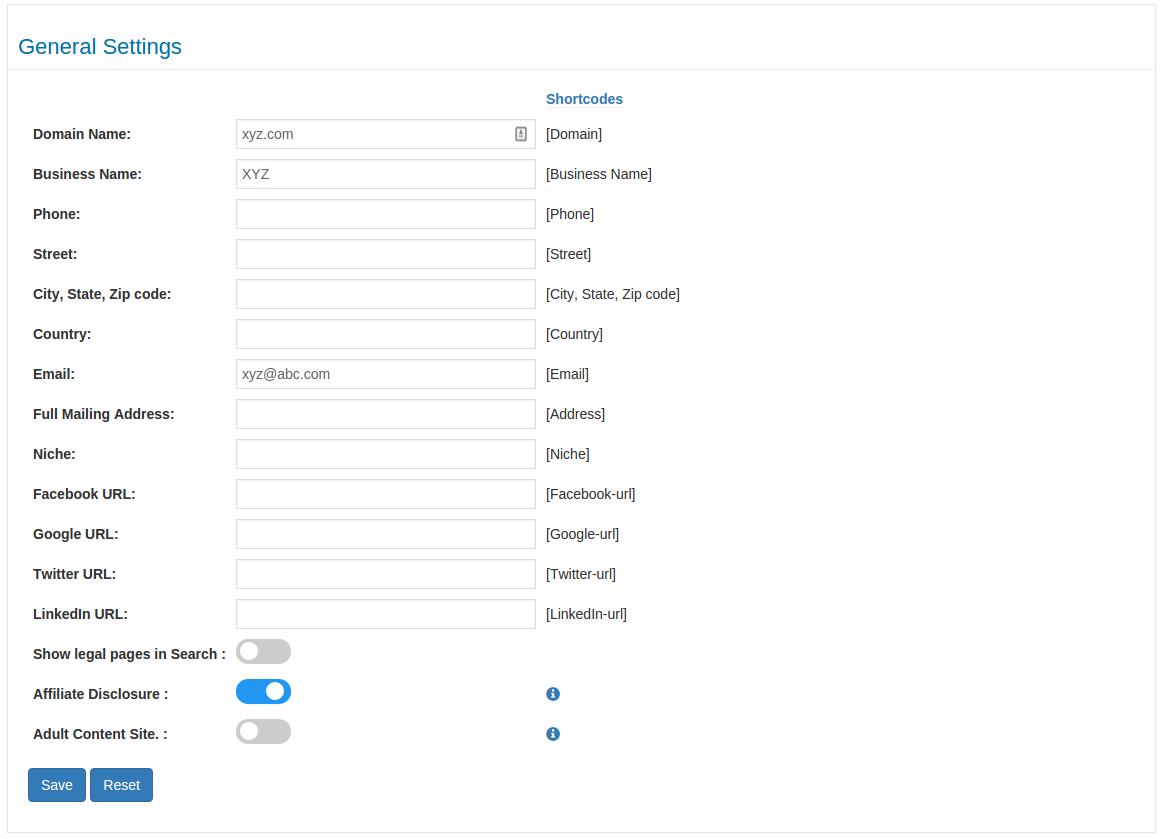 General Settings
Shortcodes
Domain Name: xyz.com [Domain]
Business Name: XYZ [Business Name]
Phone: [Phone]
Street: [Street]
City, State, Zip code: [City, State, Zip code]
Country: [Country]
Email: xyz@abc.com [Email]
Full Mailing Address: [Address]
Niche: [Niche]
Facebook URL: [Facebook-url]
Google URL: [Google-url]
Twitter URL: [Twitter-url]
LinkedIn URL: [LinkedIn-url]
Show legal pages in Search :
Affiliate Disclosure :
Adult Content Site. :
Save Reset